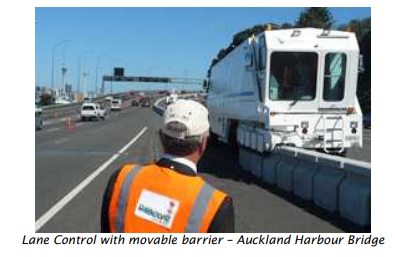 Lane Control with movable barrier – Auckland Harbour Bridge